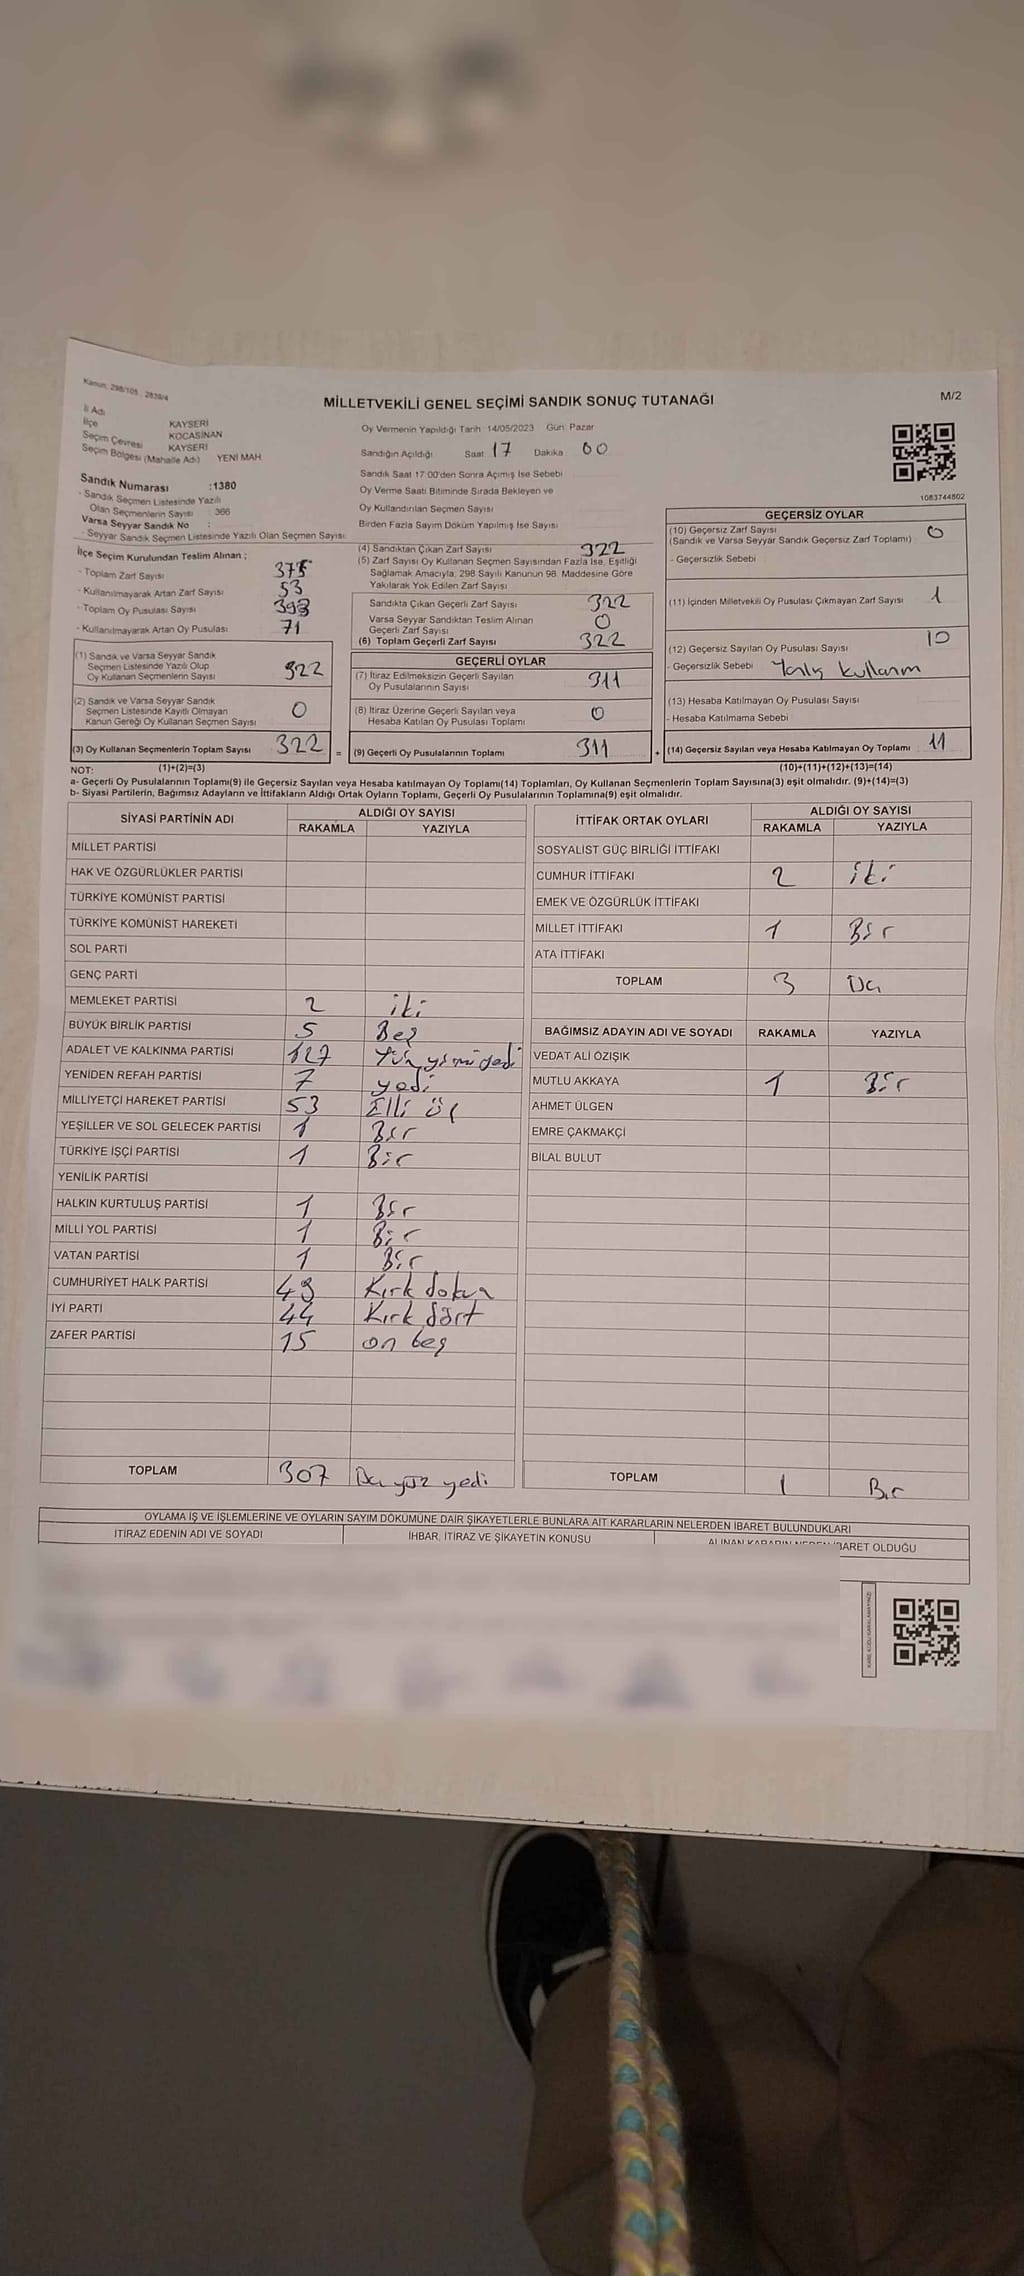 Kanun: 298/105 , 2839/4
MİLLETVEKİLİ GENEL SEÇİMİ SANDIK SONUÇ TUTANAĞI
M/2
İl Adı KAYSERİ
İlçe KOCASİNAN
Seçim Çevresi KAYSERİ
Seçim Bölgesi (Mahalle Adı) YENİ MAH.
Sandık Numarası :1380
- Sandık Seçmen Listesinde Yazılı
Olan Seçmenlerin Sayısı : 366
Varsa Seyyar Sandık No :
- Seyyar Sandık Seçmen Listesinde Yazılı Olan Seçmen Sayısı:
Oy Vermenin Yapıldığı Tarih :14/05/2023 Gün: Pazar
Sandığın Açıldığı Saat 17 Dakika 00
Sandık Saat 17:00'den Sonra Açımış İse Sebebi
Oy Verme Saati Bitiminde Sırada Bekleyen ve
Oy Kullandırılan Seçmen Sayısı
Birden Fazla Sayım Döküm Yapılmış İse Sayısı
1083744802
İlçe Seçim Kurulundan Teslim Alınan ;
- Toplam Zarf Sayısı 375
- Kullanılmayarak Artan Zarf Sayısı 53
- Toplam Oy Pusulası Sayısı 393
- Kullanılmayarak Artan Oy Pusulası 71
(4) Sandıktan Çıkan Zarf Sayısı 322
(5) Zarf Sayısı Oy Kullanan Seçmen Sayısından Fazla İse, Eşitliği
Sağlamak Amacıyla, 298 Sayılı Kanunun 98. Maddesine Göre
Yakılarak Yok Edilen Zarf Sayısı
Sandıkta Çıkan Geçerli Zarf Sayısı 322
Varsa Seyyar Sandıktan Teslim Alınan
Geçerli Zarf Sayısı 0
(6) Toplam Geçerli Zarf Sayısı 322
GEÇERSİZ OYLAR
(10) Geçersiz Zarf Sayısı 0
(Sandık ve Varsa Seyyar Sandık Geçersiz Zarf Toplamı)
- Geçersizlik Sebebi
(11) İçinden Milletvekili Oy Pusulası Çıkmayan Zarf Sayısı 1
(12) Geçersiz Sayılan Oy Pusulası Sayısı 10
- Geçersizlik Sebebi Yanlış kullanım
(13) Hesaba Katılmayan Oy Pusulası Sayısı
- Hesaba Katılmama Sebebi
(14) Geçersiz Sayılan veya Hesaba Katılmayan Oy Toplamı 11
(10)+(11)+(12)+(13)=(14)
(1) Sandık ve Varsa Seyyar Sandık
Seçmen Listesinde Yazılı Olup
Oy Kullanan Seçmenlerin Sayısı 322
(2) Sandık ve Varsa Seyyar Sandık
Seçmen Listesinde Kayıtlı Olmayan
Kanun Gereği Oy Kullanan Seçmen Sayısı 0
(3) Oy Kullanan Seçmenlerin Toplam Sayısı 322 =
(1)+(2)=(3)
GEÇERLİ OYLAR
(7) İtiraz Edilmeksizin Geçerli Sayılan
Oy Pusulalarının Sayısı 311
(8) İtiraz Üzerine Geçerli Sayılan veya
Hesaba Katılan Oy Pusulası Toplamı 0
(9) Geçerli Oy Pusulalarının Toplamı 311 +
NOT:
a- Geçerli Oy Pusulalarının Toplamı(9) ile Geçersiz Sayılan veya Hesaba katılmayan Oy Toplamı(14) Toplamları, Oy Kullanan Seçmenlerin Toplam Sayısına(3) eşit olmalıdır. (9)+(14)=(3)
b- Siyasi Partilerin, Bağımsız Adayların ve İttifakların Aldığı Ortak Oyların Toplamı, Geçerli Oy Pusulalarının Toplamına(9) eşit olmalıdır.
SİYASİ PARTİNİN ADI ALDIĞI OY SAYISI
RAKAMLA YAZIYLA
MİLLET PARTİSİ
HAK VE ÖZGÜRLÜKLER PARTİSİ
TÜRKİYE KOMÜNİST PARTİSİ
TÜRKİYE KOMÜNİST HAREKETİ
SOL PARTİ
GENÇ PARTİ
MEMLEKET PARTİSİ 2 iki
BÜYÜK BİRLİK PARTİSİ 5 Beş
ADALET VE KALKINMA PARTİSİ 127
YENİDEN REFAH PARTİSİ 7 yedi
MİLLİYETÇİ HAREKET PARTİSİ 53 Elli üç
YEŞİLLER VE SOL GELECEK PARTİSİ 1 Bir
TÜRKİYE İŞÇİ PARTİSİ 1 Bir
YENİLİK PARTİSİ
HALKIN KURTULUŞ PARTİSİ 1 Bir
MİLLİ YOL PARTİSİ 1 Bir
VATAN PARTİSİ 1 Bir
CUMHURİYET HALK PARTİSİ 49 Kırk dokuz
İYİ PARTİ 44 Kırk dört
ZAFER PARTİSİ 15 on beş
TOPLAM 307 Üç yüz yedi
İTTİFAK ORTAK OYLARI ALDIĞI OY SAYISI
RAKAMLA YAZIYLA
SOSYALİST GÜÇ BİRLİĞİ İTTİFAKI
CUMHUR İTTİFAKI 2 iki
EMEK VE ÖZGÜRLÜK İTTİFAKI
MİLLET İTTİFAKI 1 Bir
ATA İTTİFAKI
TOPLAM 3 Üç
BAĞIMSIZ ADAYIN ADI VE SOYADI RAKAMLA YAZIYLA
VEDAT ALİ ÖZIŞIK
MUTLU AKKAYA 1 Bir
AHMET ÜLGEN
EMRE ÇAKMAKÇİ
BİLAL BULUT
TOPLAM 1 Bir
OYLAMA İŞ VE İŞLEMLERİNE VE OYLARIN SAYIM DÖKÜMÜNE DAİR ŞİKAYETLERLE BUNLARA AİT KARARLARIN NELERDEN İBARET BULUNDUKLARI
İTİRAZ EDENİN ADI VE SOYADI İHBAR, İTİRAZ VE ŞİKAYETİN KONUSU ALINAN KARARIN NEDEN İBARET OLDUĞU